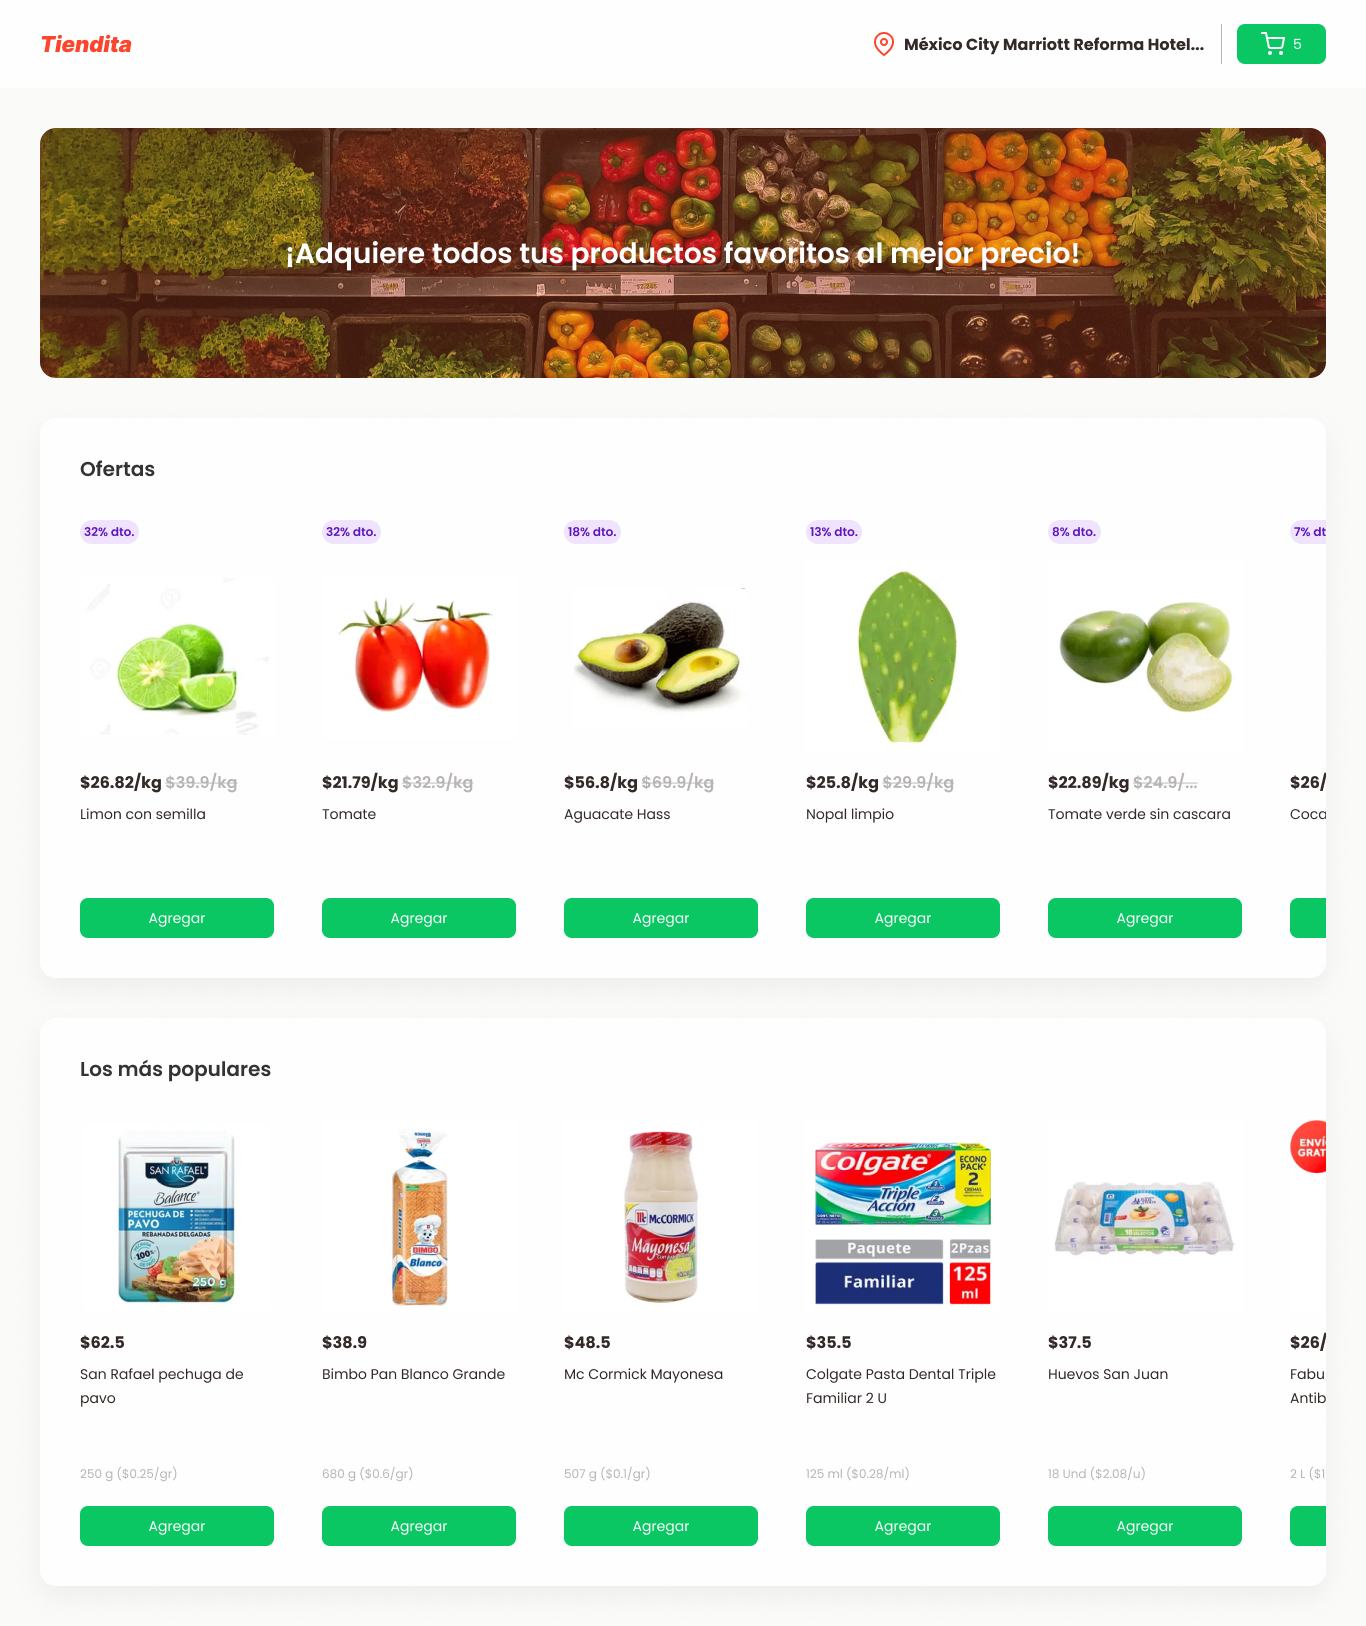 Tiendita
México City Marriott Reforma Hotel...
5
¡Adquiere todos tus productos favoritos al mejor precio!
Ofertas
32% dto.
32% dto.
18% dto.
13% dto.
8% dto.
7% dt
$26.82/kg $39.9/kg
$21.79/kg $32.9/kg
$56.8/kg $69.9/kg
$25.8/kg $29.9/kg
$22.89/kg $24.9/...
$26/
Limon con semilla
Tomate
Aguacate Hass
Nopal limpio
Tomate verde sin cascara
Coca
Agregar
Agregar
Agregar
Agregar
Agregar
Los más populares
SAN RAFAEL
Balance
PECHUGA DE
PAVO
REBANADAS DELGADAS
100%
250 g
BIMBO
Blanco
McCORMICK
Mayonesa
Colgate
Triple
Acción
ECONO
PACK
2
Paquete
2Pzas
Familiar
125
ml
ENVÍ
GRAT
$62.5
$38.9
$48.5
$35.5
$37.5
$26/
San Rafael pechuga de
pavo
Bimbo Pan Blanco Grande
Mc Cormick Mayonesa
Colgate Pasta Dental Triple
Familiar 2 U
Huevos San Juan
Fabu
Antib
250 g ($0.25/gr)
680 g ($0.6/gr)
507 g ($0.1/gr)
125 ml ($0.28/ml)
18 Und ($2.08/u)
2 L ($1
Agregar
Agregar
Agregar
Agregar
Agregar